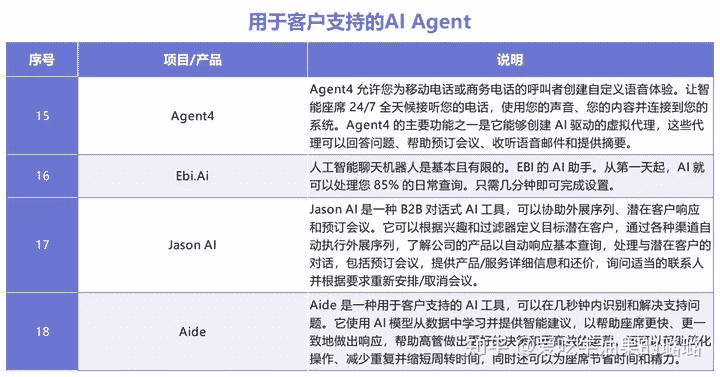 用于客户支持的AI Agent
序号 项目/产品 说明
15 Agent4
Agent4 允许您为移动电话或商务电话的呼叫者创建自定义语音体验。让智
能座席 24/7 全天候接听您的电话，使用您的声音、您的内容并连接到您的
系统。Agent4 的主要功能之一是它能够创建 AI 驱动的虚拟代理，这些代
理可以回答问题、帮助预订会议、收听语音邮件和提供摘要。
16 Ebi.Ai
人工智能聊天机器人是基本且有限的。EBI 的 AI 助手。从第一天起，AI 就
可以处理您 85% 的日常查询。只需几分钟即可完成设置。
17 Jason AI
Jason AI 是一种 B2B 对话式 AI 工具，可以协助外展序列、潜在客户响应
和预订会议。它可以根据兴趣和过滤器定义目标潜在客户，通过各种渠道自
动执行外展序列，了解公司的产品以自动响应基本查询，处理与潜在客户的
对话，包括预订会议，提供产品/服务详细信息和还价，询问适当的联系人
并根据要求重新安排/取消会议。
18 Aide
Aide 是一种用于客户支持的 AI 工具，可以在几秒钟内识别和解决支持问
题。它使用 AI 模型从数据中学习并提供智能建议，以帮助座席更快、更一
致地做出响应，帮助高管做出更好的决策和
操作、减少重复并缩短周转时间，同时还可以为座席节省时间和精力。
知乎